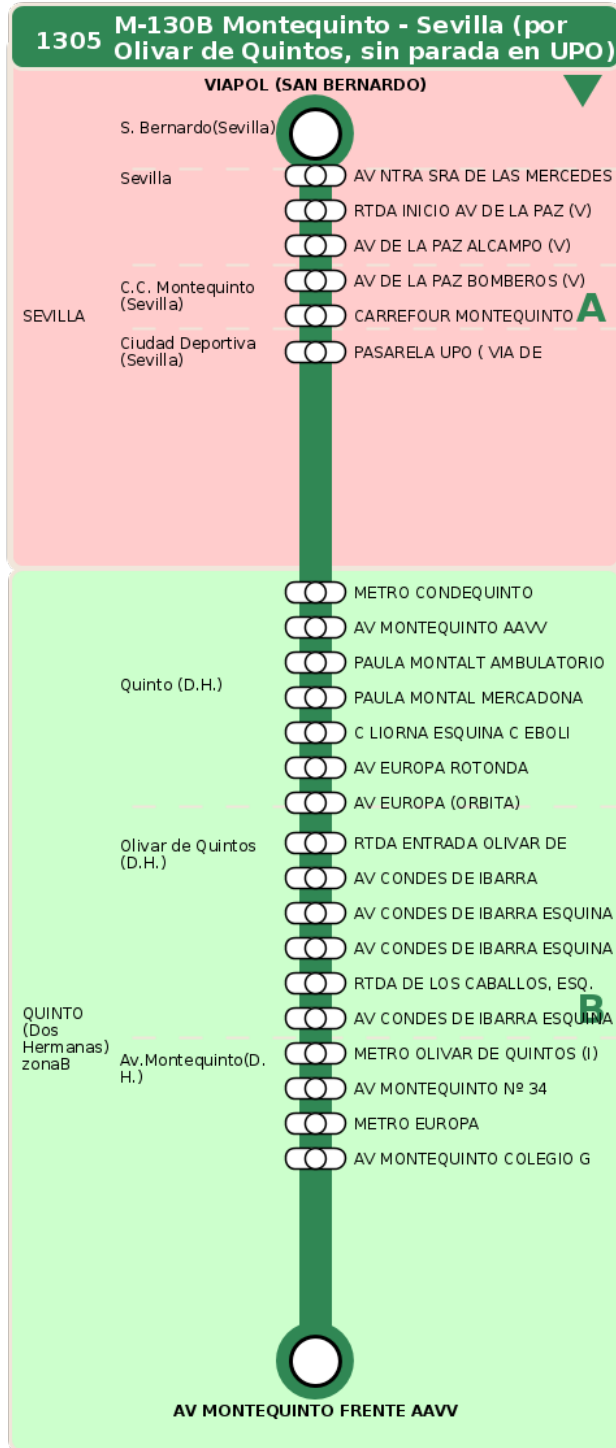 1305
M-130B Montequinto - Sevilla (por
Olivar de Quintos, sin parada en UPO)
VIAPOL (SAN BERNARDO)
S. Bernardo(Sevilla)
Sevilla
AV NTRA SRA DE LAS MERCEDES
RTDA INICIO AV DE LA PAZ (V)
AV DE LA PAZ ALCAMPO (V)
C.C. Montequinto
(Sevilla)
AV DE LA PAZ BOMBEROS (V)
SEVILLA
CARREFOUR MONTEQUINTO
A
Ciudad Deportiva
(Sevilla)
PASARELA UPO ( VIA DE
METRO CONDEQUINTO
AV MONTEQUINTO AAVV
PAULA MONTALT AMBULATORIO
Quinto (D.H.)
PAULA MONTAL MERCADONA
C LIORNA ESQUINA C EBOLI
AV EUROPA ROTONDA
AV EUROPA (ORBITA)
Olivar de Quintos
(D.H.)
RTDA ENTRADA OLIVAR DE
AV CONDES DE IBARRA
AV CONDES DE IBARRA ESQUINA
AV CONDES DE IBARRA ESQUINA
RTDA DE LOS CABALLOS, ESQ.
B
QUINTO
(Dos
Hermanas)
zonaB
AV CONDES DE IBARRA ESQUINA
Av.Montequinto(D.
H.)
METRO OLIVAR DE QUINTOS (I)
AV MONTEQUINTO Nº 34
METRO EUROPA
AV MONTEQUINTO COLEGIO G
AV MONTEQUINTO FRENTE AAVV